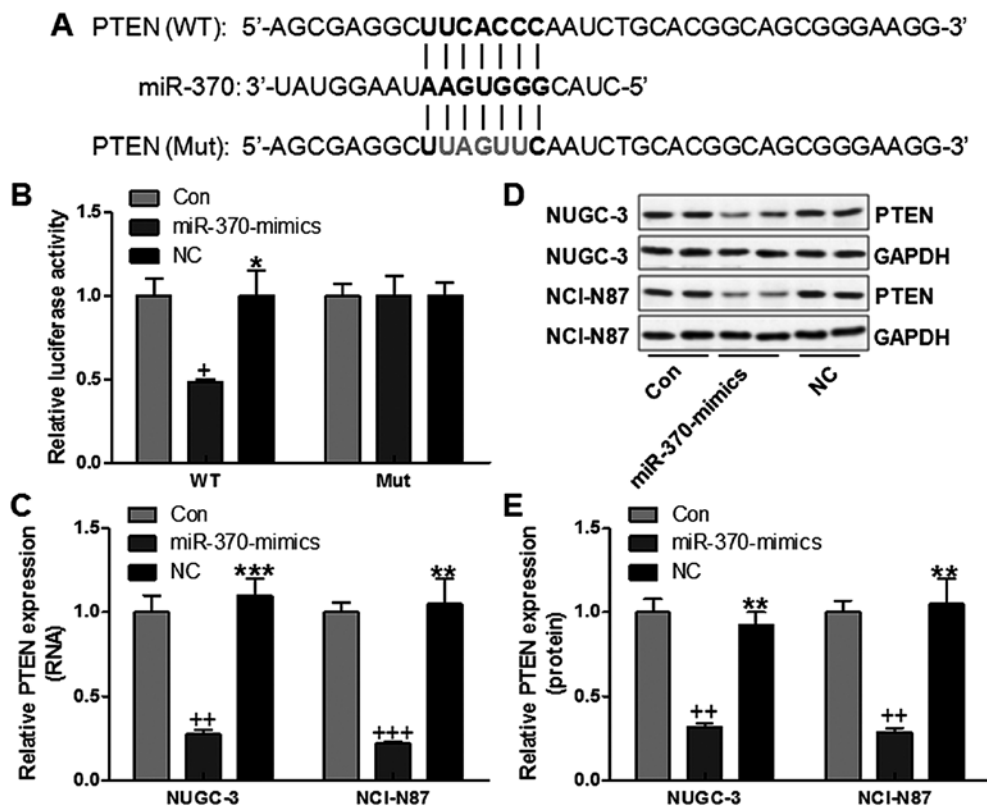 A
PTEN (WT): 5'-AGCGAGGCUUCACCCAAUCUGCACGGCAGCGGGAAGG-3'
miR-370: 3'-UAUGGAAUAAGUGGGCAUC-5'
PTEN (Mut): 5'-AGCGAGGCUUAGUUCAAUCUGCACGGCAGCGGGAAGG-3'
B
Con
miR-370-mimics
NC
Relative luciferase activity
1.5
1.0
0.5
0.0
+
*
WT
Mut
D
NUGC-3 PTEN
NUGC-3 GAPDH
NCI-N87 PTEN
NCI-N87 GAPDH
Con
miR-370-mimics
NC
C
Con
miR-370-mimics
NC
Relative PTEN expression
(RNA)
1.5
1.0
0.5
0.0
++
***
+++
**
NUGC-3
NCI-N87
E
Con
miR-370-mimics
NC
Relative PTEN expression
(protein)
1.5
1.0
0.5
0.0
++
**
++
**
NUGC-3
NCI-N87